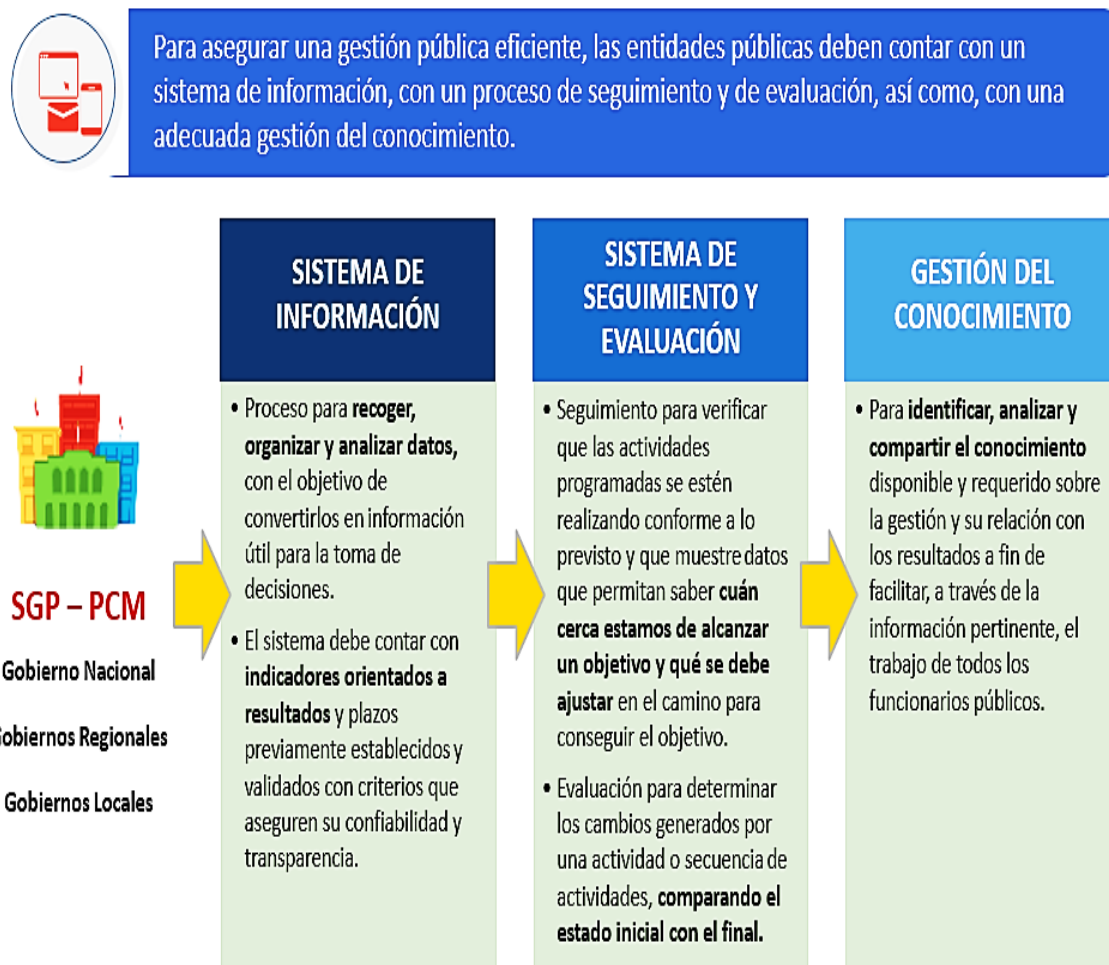 Para asegurar una gestión pública eficiente, las entidades públicas deben contar con un
sistema de información, con un proceso de seguimiento y de evaluación, así como, con una
adecuada gestión del conocimiento.
SGP – PCM
Gobierno Nacional
Gobiernos Regionales
Gobiernos Locales
SISTEMA DE
INFORMACIÓN
• Proceso para recoger,
organizar y analizar datos,
con el objetivo de
convertirlos en información
útil para la toma de
decisiones.
• El sistema debe contar con
indicadores orientados a
resultados y plazos
previamente establecidos y
validados con criterios que
aseguren su confiabilidad y
transparencia.
SISTEMA DE
SEGUIMIENTO Y
EVALUACIÓN
• Seguimiento para verificar
que las actividades
programadas se estén
realizando conforme a lo
previsto y que muestre datos
que permitan saber cuán
cerca estamos de alcanzar
un objetivo y qué se debe
ajustar en el camino para
conseguir el objetivo.
• Evaluación para determinar
los cambios generados por
una actividad o secuencia de
actividades, comparando el
estado inicial con el final.
GESTIÓN DEL
CONOCIMIENTO
• Para identificar, analizar y
compartir el conocimiento
disponible y requerido sobre
la gestión y su relación con
los resultados a fin de
facilitar, a través de la
información pertinente, el
trabajo de todos los
funcionarios públicos.